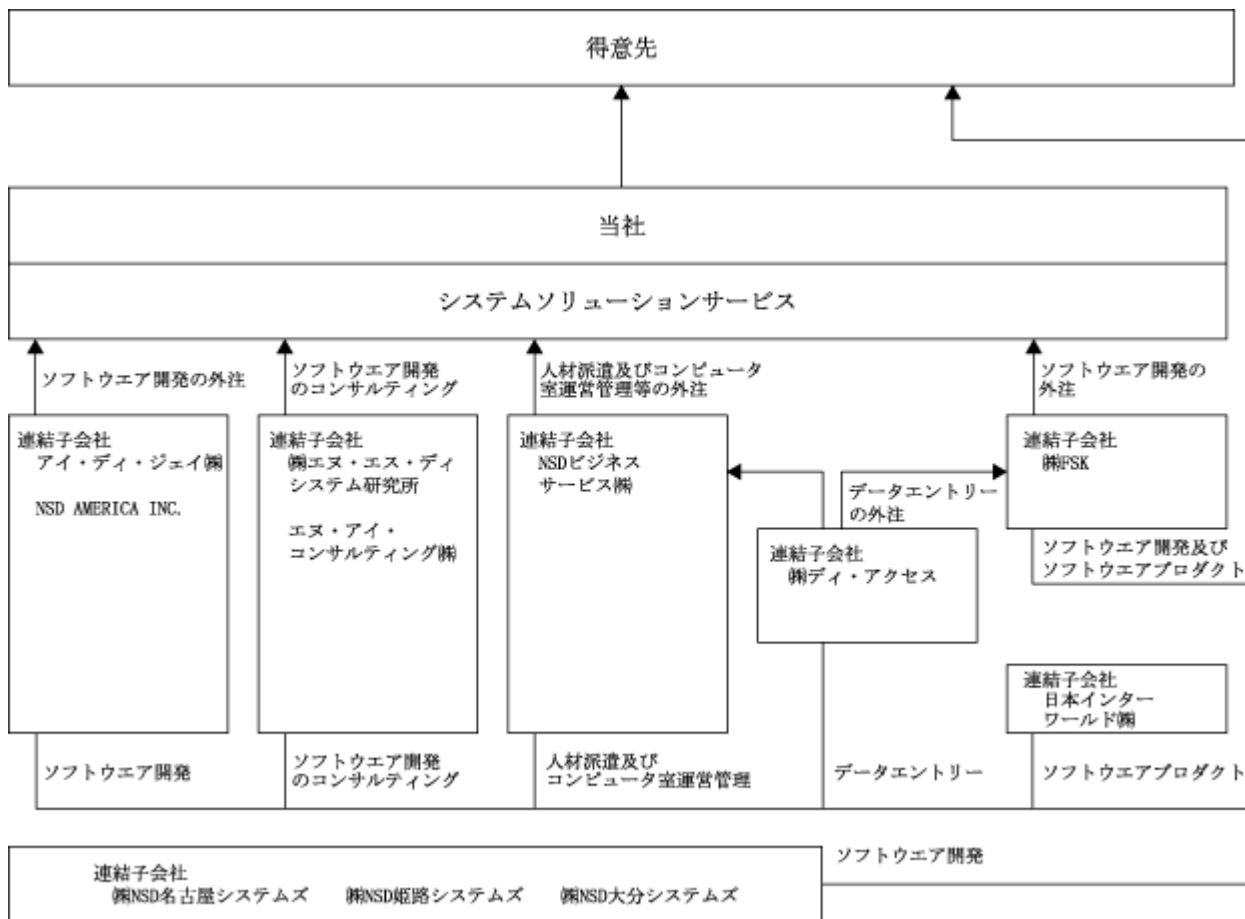 得意先
当社
システムソリューションサービス
ソフトウエア開発の外注
ソフトウエア開発
のコンサルティング
人材派遣及びコンピュータ
室運営管理等の外注
ソフトウエア開発の
外注
連結子会社
アイ・ディ・ジェイ㈱
NSD AMERICA INC.
連結子会社
㈱エヌ・エス・ディ
システム研究所
エヌ・アイ・
コンサルティング㈱
連結子会社
NSDビジネス
サービス㈱
データエントリー
の外注
連結子会社
㈱FSK
連結子会社
㈱ディ・アクセス
ソフトウエア開発及び
ソフトウエアプロダクト
連結子会社
日本インター
ワールド㈱
ソフトウエア開発
ソフトウエア開発
のコンサルティング
人材派遣及び
コンピュータ室運営管理
データエントリー
ソフトウエアプロダクト
ソフトウエア開発
連結子会社
㈱NSD名古屋システムズ ㈱NSD姫路システムズ ㈱NSD大分システムズ